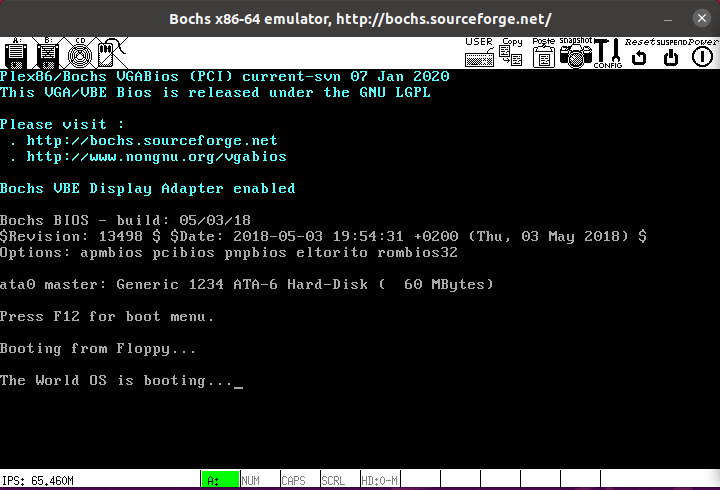 Bochs x86-64 emulator, http://bochs.sourceforge.net/
A: B: CD USER Copy Paste snapshot CONFIG Reset SUSPEND Power
Plex86/Bochs VGABios (PCI) current-svn 07 Jan 2020
This VGA/VBE Bios is released under the GNU LGPL
Please visit :
. http://bochs.sourceforge.net
. http://www.nongnu.org/vgabios
Bochs VBE Display Adapter enabled
Bochs BIOS - build: 05/03/18
$Revision: 13498 $ $Date: 2018-05-03 19:54:31 +0200 (Thu, 03 May 2018) $
Options: apmbios pcibios pnpbios eltorito rombios32
ata0 master: Generic 1234 ATA-6 Hard-Disk (  60 MBytes)
Press F12 for boot menu.
Booting from Floppy...
The World OS is booting..._
IPS: 65.460M A: NUM CAPS SCRL HD:0-M